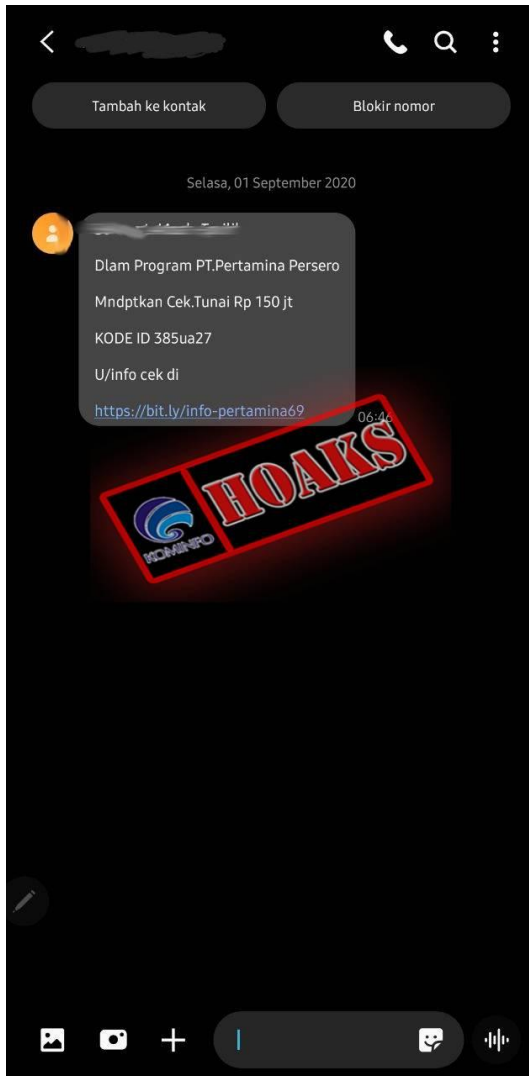 Tambah ke kontak
Blokir nomor
Selasa, 01 September 2020
Dlam Program PT.Pertamina Persero
Mndptkan Cek.Tunai Rp 150 jt
KODE ID 385ua27
U/info cek di
https://bit.ly/info-pertamina69
06:46
HOAKS
KOMINFO